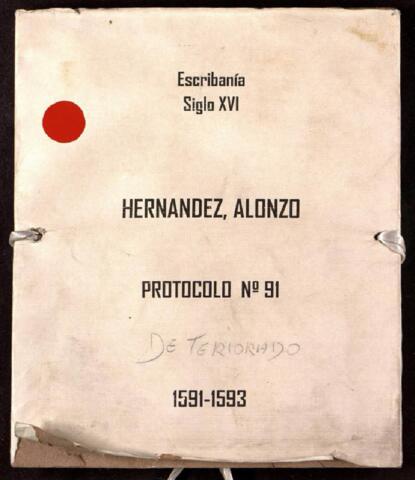 Escribanía
Siglo XVI
HERNANDEZ, ALONZO
PROTOCOLO Nº 91
DETERIORADO
1591-1593